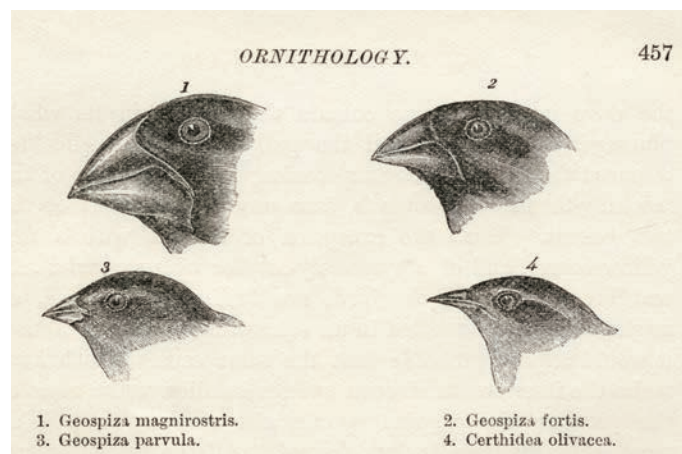 ORNITHOLOGY. 457
1 2
3 4
1. Geospiza magnirostris. 2. Geospiza fortis.
3. Geospiza parvula. 4. Certhidea olivacea.